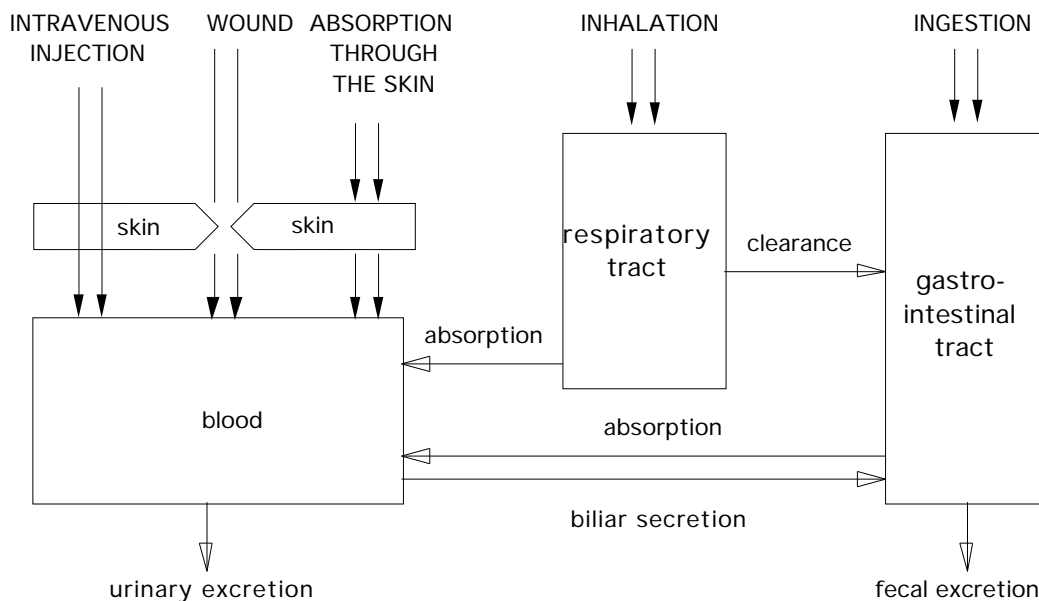 INTRAVENOUS
INJECTION
WOUND
ABSORPTION
THROUGH
THE SKIN
INHALATION
INGESTION
skin
skin
respiratory
tract
clearance
gastro-
intestinal
tract
absorption
blood
absorption
biliar secretion
urinary excretion
fecal excretion